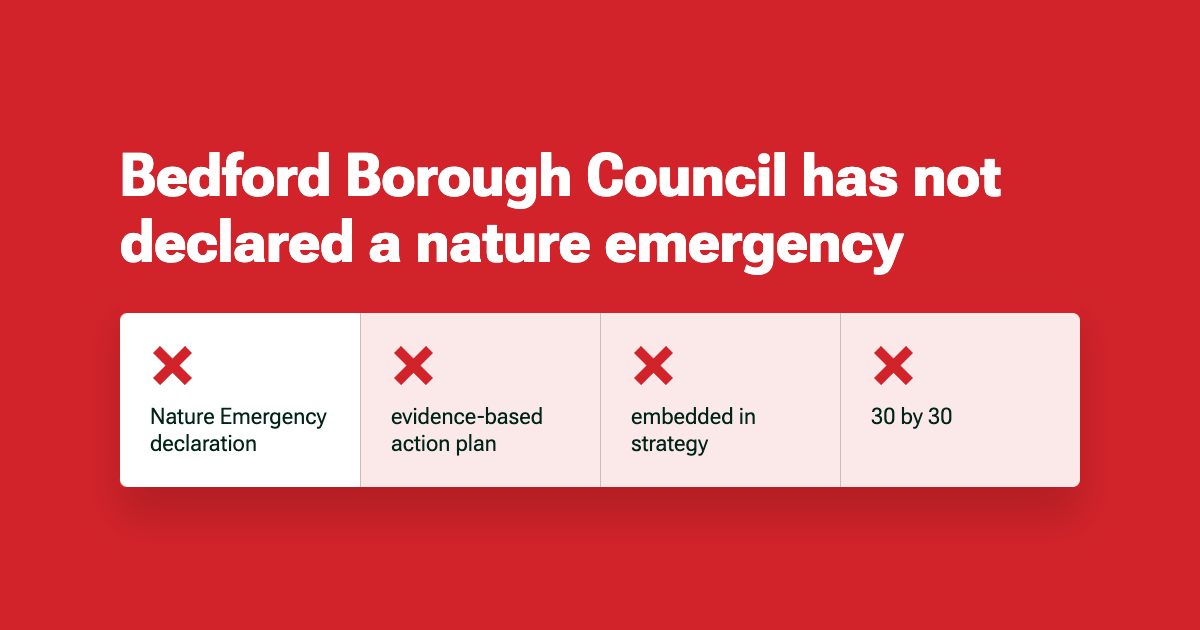 Bedford Borough Council has not
declared a nature emergency
Nature Emergency
declaration
evidence-based
action plan
embedded in
strategy
30 by 30